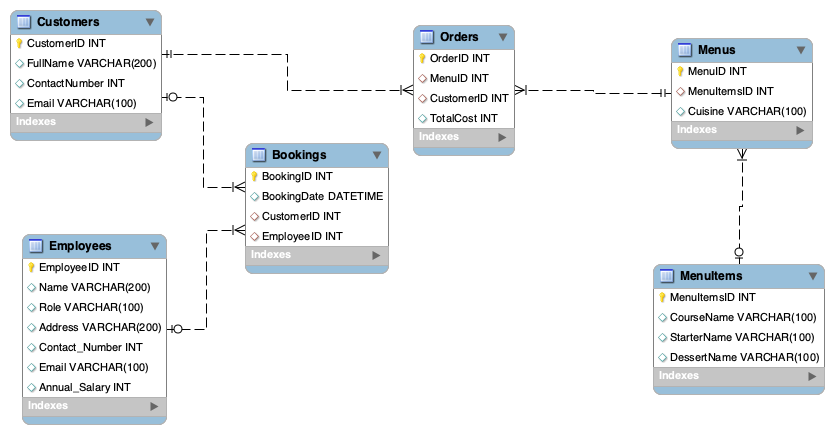 Customers
CustomerID INT
FullName VARCHAR(200)
ContactNumber INT
Email VARCHAR(100)
Indexes
Orders
OrderID INT
MenuID INT
CustomerID INT
TotalCost INT
Indexes
Menus
MenuID INT
MenuItemsID INT
Cuisine VARCHAR(100)
Indexes
Bookings
BookingID INT
BookingDate DATETIME
CustomerID INT
EmployeeID INT
Indexes
Employees
EmployeeID INT
Name VARCHAR(200)
Role VARCHAR(100)
Address VARCHAR(200)
Contact_Number INT
Email VARCHAR(100)
Annual_Salary INT
Indexes
MenuItems
MenuItemsID INT
CourseName VARCHAR(100)
StarterName VARCHAR(100)
DessertName VARCHAR(100)
Indexes